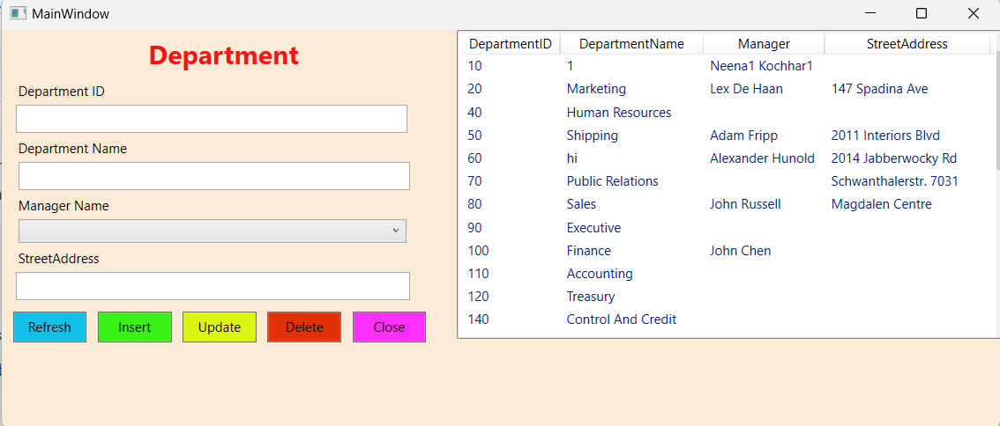 MainWindow
Department
Department ID
Department Name
Manager Name
StreetAddress
Refresh Insert Update Delete Close
DepartmentID DepartmentName Manager StreetAddress
10 1 Neena1 Kochhar1
20 Marketing Lex De Haan 147 Spadina Ave
40 Human Resources
50 Shipping Adam Fripp 2011 Interiors Blvd
60 hi Alexander Hunold 2014 Jabberwocky Rd
70 Public Relations Schwanthalerstr. 7031
80 Sales John Russell Magdalen Centre
90 Executive
100 Finance John Chen
110 Accounting
120 Treasury
140 Control And Credit